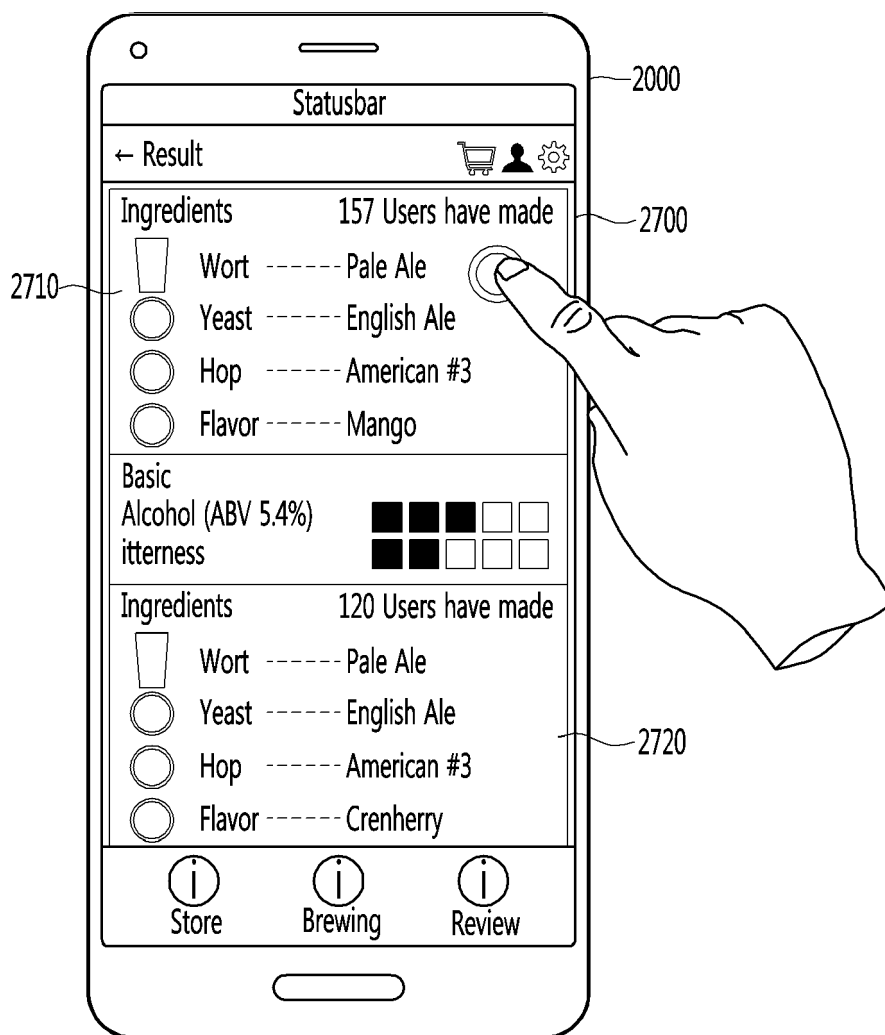 2000
Statusbar
← Result
Ingredients 157 Users have made
2700
2710
Wort ------ Pale Ale
Yeast ------ English Ale
Hop ------ American #3
Flavor ------ Mango
Basic
Alcohol (ABV 5.4%)
itterness
Ingredients 120 Users have made
Wort ------ Pale Ale
Yeast ------ English Ale
2720
Hop ------ American #3
Flavor ------ Crenherry
i i i
Store Brewing Review